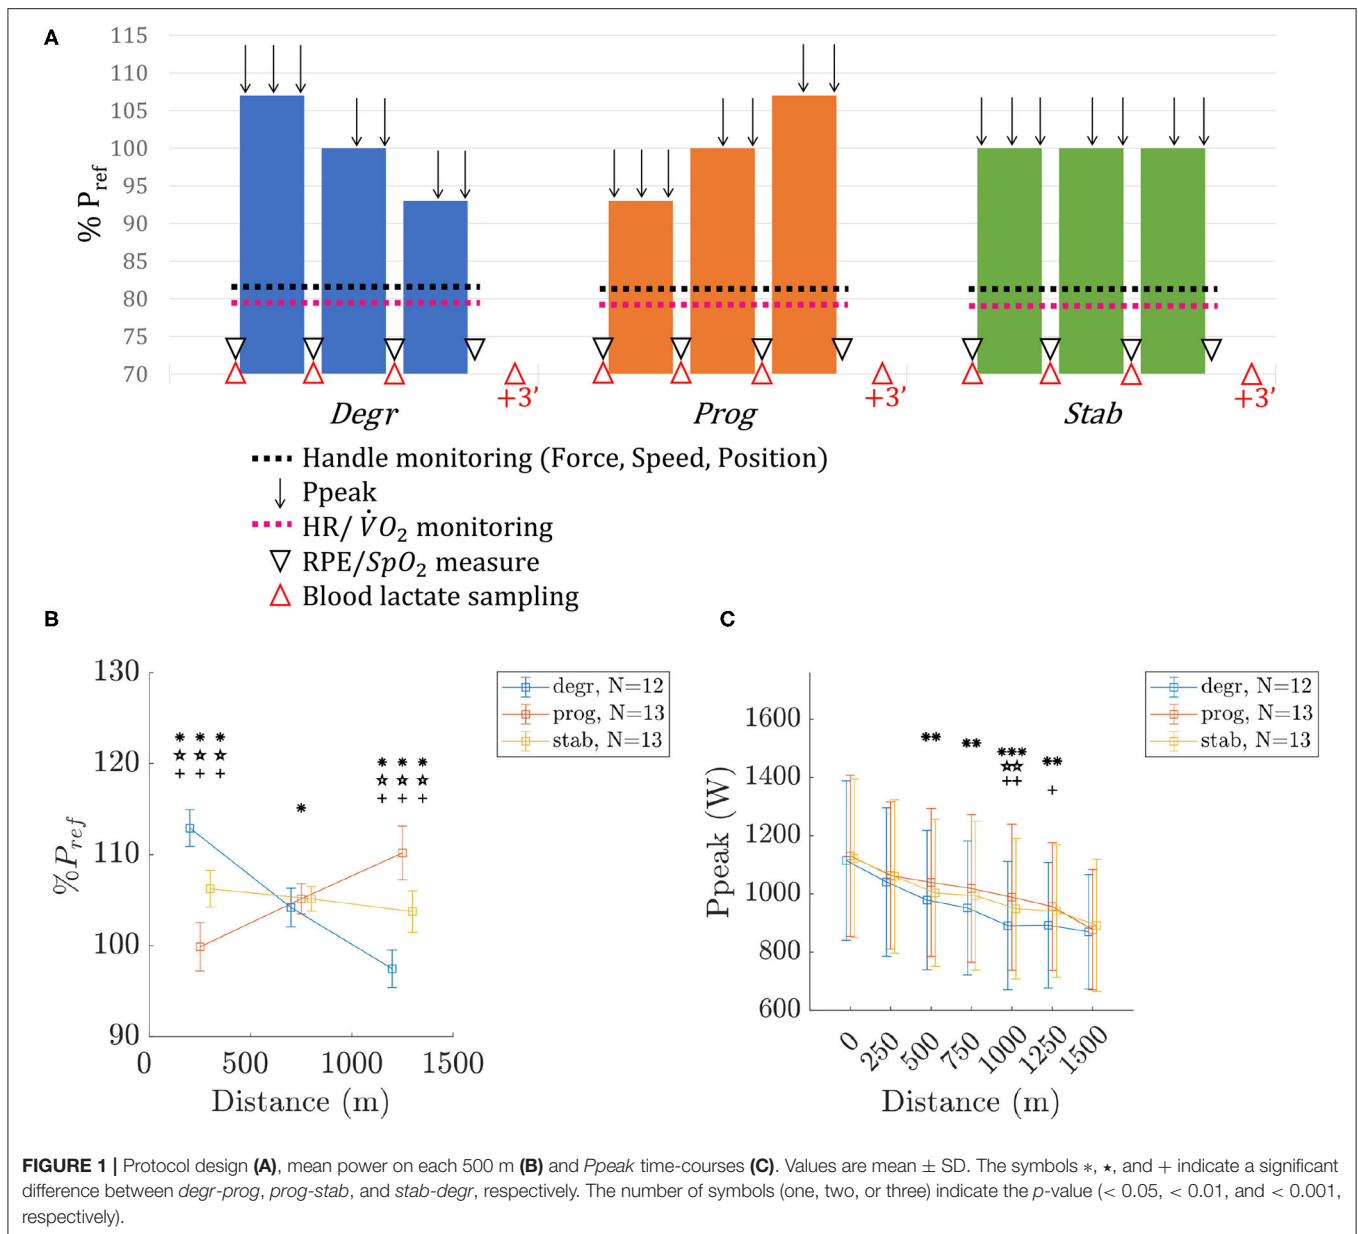 A
115
110
105
100
95
90
85
80
75
70
% Pref
+3'
+3'
+3'
Degr
Prog
Stab
Handle monitoring (Force, Speed, Position)
Ppeak
HR/ V̇O2 monitoring
RPE/SpO2 measure
Blood lactate sampling
B
130
120
110
100
90
%Pref
0
500
1000
1500
Distance (m)
degr, N=12
prog, N=13
stab, N=13
* * *
☆ ☆ ☆
+ + +
*
* * *
☆ ☆ ☆
+ + +
C
1600
1400
1200
1000
800
600
Ppeak (W)
0
250
500
750
1000
1250
1500
Distance (m)
degr, N=12
prog, N=13
stab, N=13
**
**
***
☆☆
++
**
+
FIGURE 1 | Protocol design (A), mean power on each 500 m (B) and Ppeak time-courses (C). Values are mean ± SD. The symbols *, ⋆, and + indicate a significant
difference between degr-prog, prog-stab, and stab-degr, respectively. The number of symbols (one, two, or three) indicate the p-value (< 0.05, < 0.01, and < 0.001,
respectively).